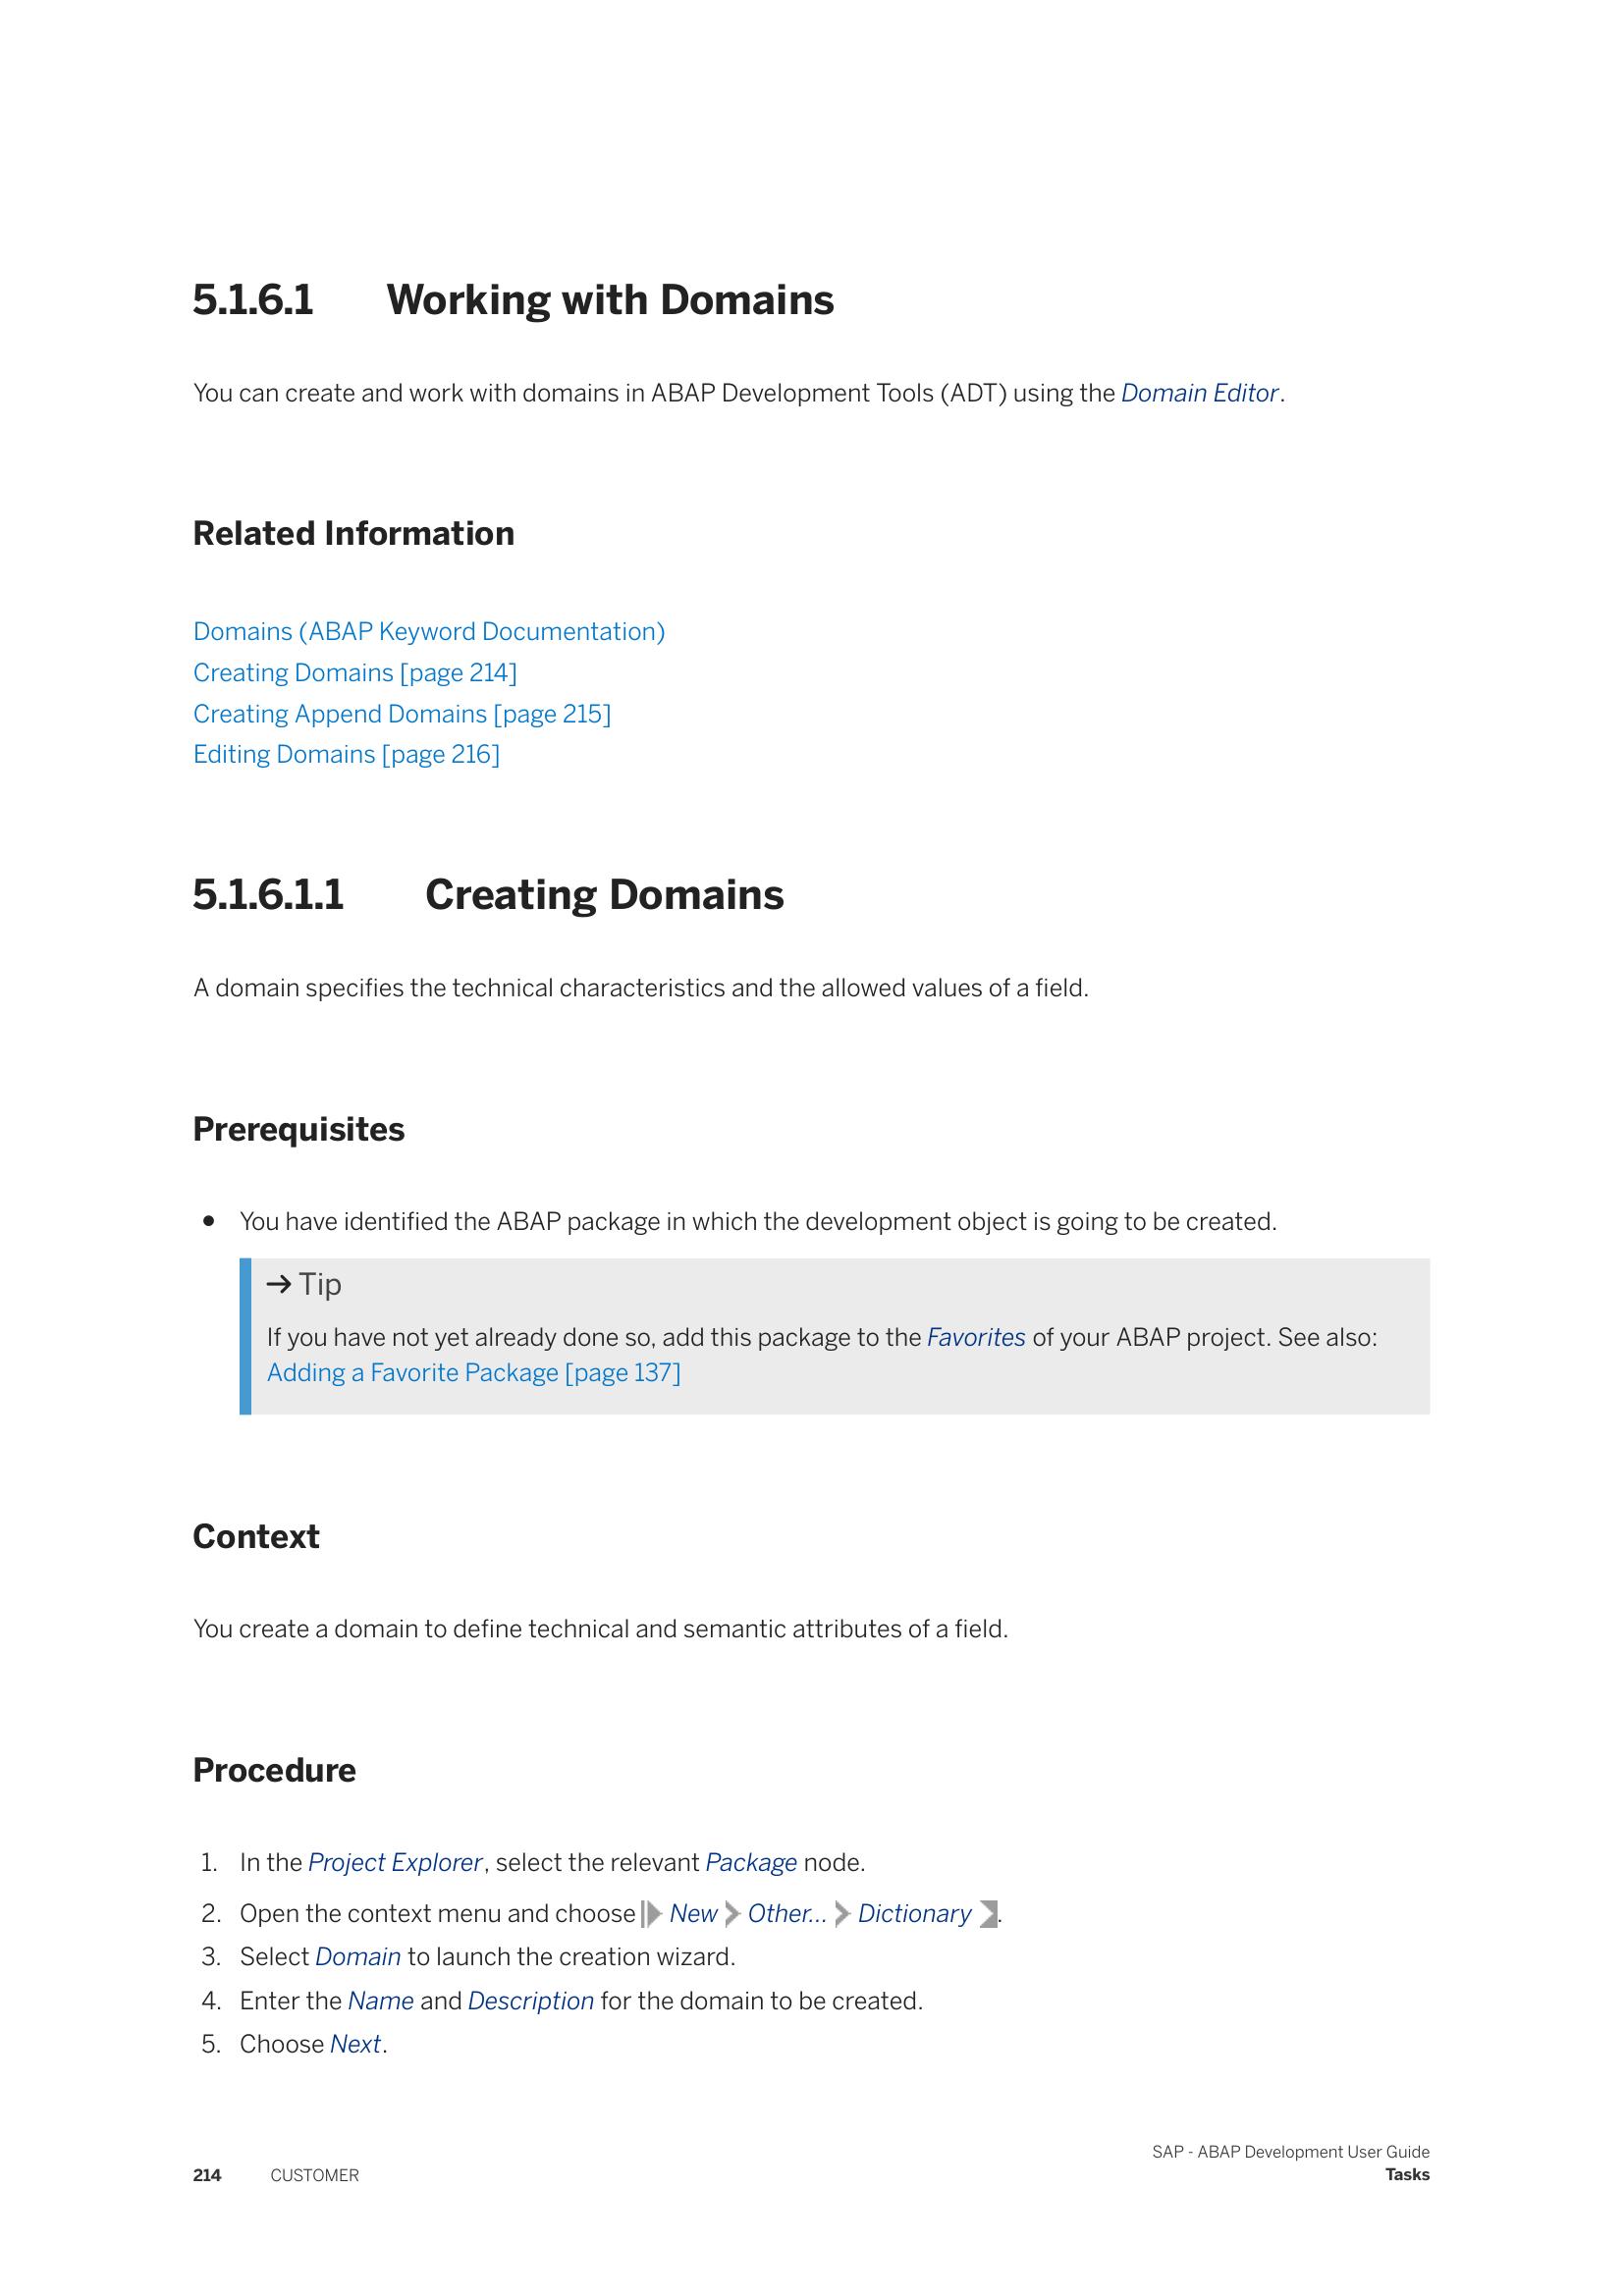 5.1.6.1 Working with Domains
You can create and work with domains in ABAP Development Tools (ADT) using the Domain Editor.
Related Information
Domains (ABAP Keyword Documentation)
Creating Domains [page 214]
Creating Append Domains [page 215]
Editing Domains [page 216]
5.1.6.1.1 Creating Domains
A domain specifies the technical characteristics and the allowed values of a field.
Prerequisites
● You have identified the ABAP package in which the development object is going to be created.
→ Tip
If you have not yet already done so, add this package to the Favorites of your ABAP project. See also:
Adding a Favorite Package [page 137]
Context
You create a domain to define technical and semantic attributes of a field.
Procedure
1. In the Project Explorer, select the relevant Package node.
2. Open the context menu and choose New Other... Dictionary .
3. Select Domain to launch the creation wizard.
4. Enter the Name and Description for the domain to be created.
5. Choose Next.
SAP - ABAP Development User Guide
214 CUSTOMER Tasks